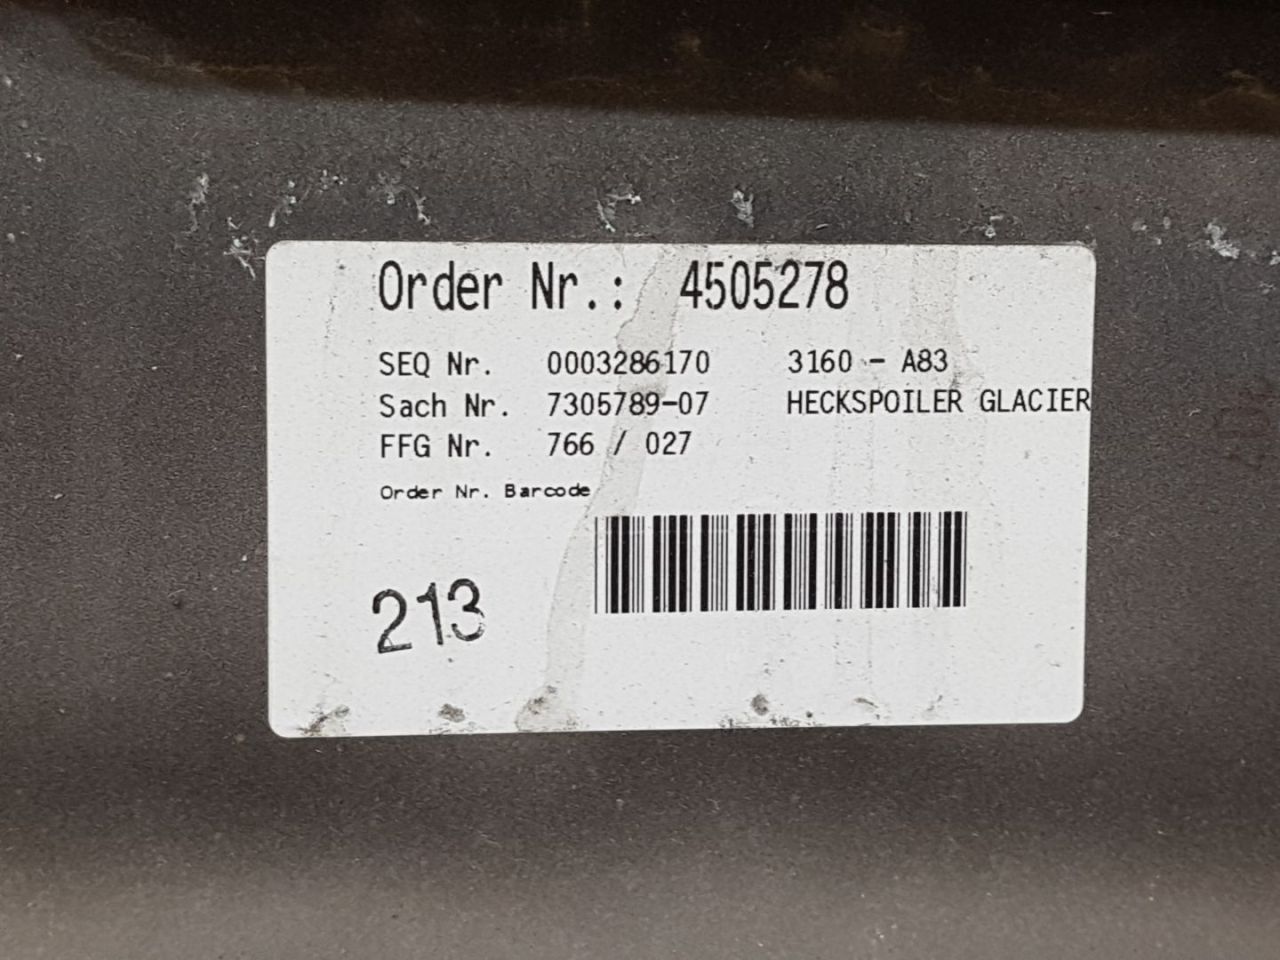 Order Nr.: 4505278
SEQ Nr. 0003286170 3160 - A83
Sach Nr. 7305789-07 HECKSPOILER GLACIER
FFG Nr. 766 / 027
Order Nr. Barcode
213